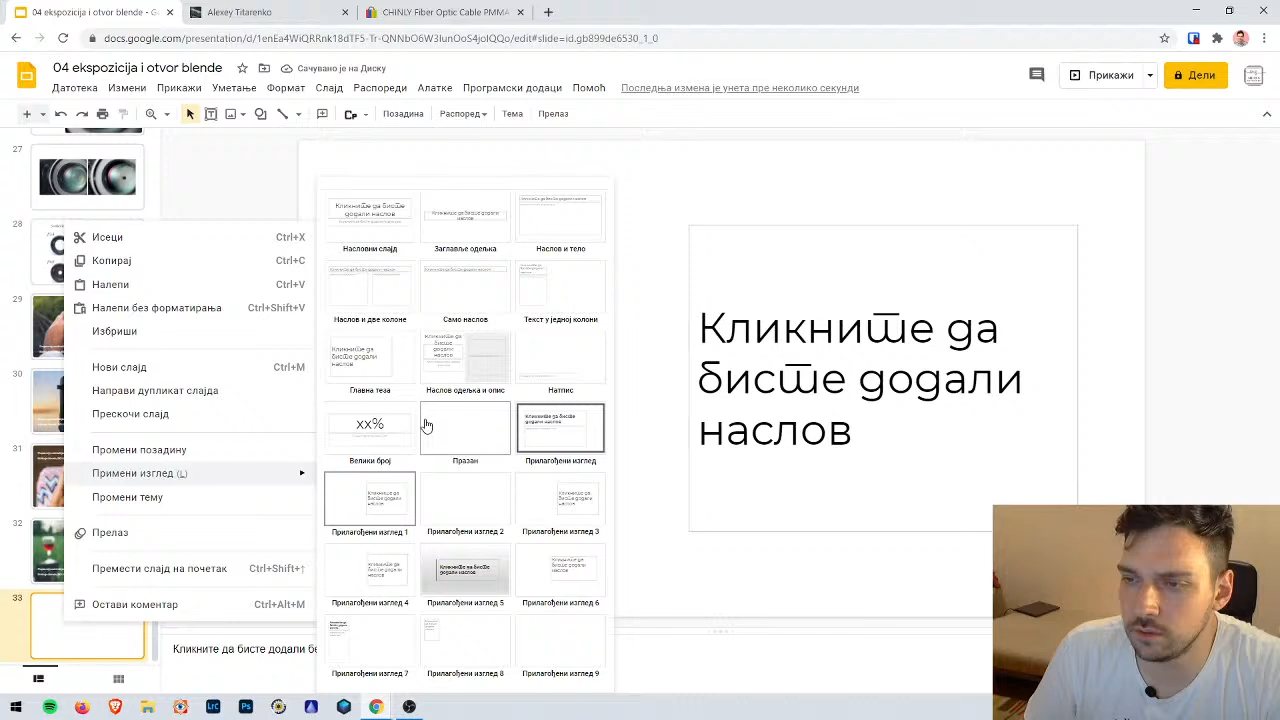 04 ekspozicija i otvor blende - G
Alexey Titarenko
CHINLY Fiber Optic Cable PMMA
docs.google.com/presentation/d/1enEa4WiQRRnk18dTF5-Tr-QNNbO6W3IunOoS4joIQQo/edit#slide=id.gb899de6530_1_0
04 ekspozicija i otvor blende
Сачувано је на Диску
Датотека Измени Прикажи Уметање Формат Слајд Распореди Алатке Програмски додаци Помоћ
Последња измена је унета пре неколико секунди
Прикажи
Дели
Позадина Распоред Тема Прелаз
27
28
29
30
31
32
33
Исеци Ctrl+X
Копирај Ctrl+C
Налепи Ctrl+V
Налепи без форматирања Ctrl+Shift+V
Избриши
Нови слајд Ctrl+M
Направи дупликат слајда
Прескочи слајд
Промени позадину
Примени изглед (L)
Промени тему
Прелаз
Премести слајд на почетак Ctrl+Shift+↑
Остави коментар Ctrl+Alt+M
Кликните да бисте додали наслов
Насловни слајд
Заглавље одељка
Наслов и тело
Наслов и две колоне
Само наслов
Текст у једној колони
Главна теза
Наслов одељка и опис
Натпис
xx%
Велики број
Празан
Прилагођени изглед
Прилагођени изглед 1
Прилагођени изглед 2
Прилагођени изглед 3
Прилагођени изглед 4
Прилагођени изглед 5
Прилагођени изглед 6
Прилагођени изглед 7
Прилагођени изглед 8
Прилагођени изглед 9
Кликните да
бисте додали
наслов
Кликните да бисте додали бе